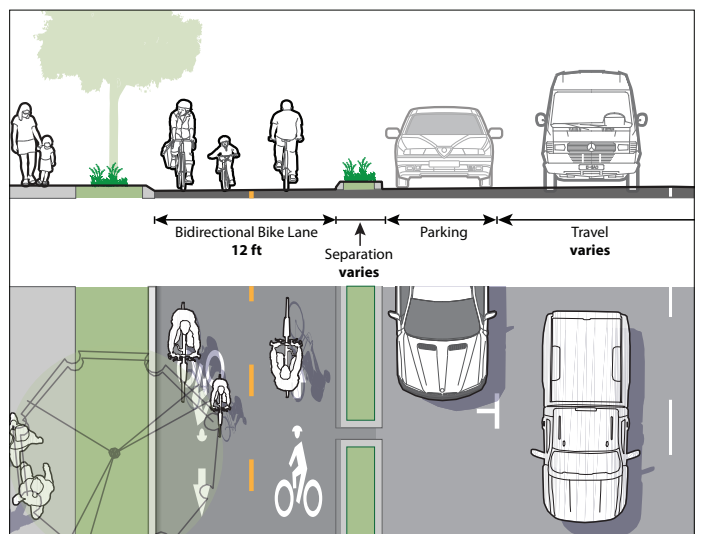 Bidirectional Bike Lane
12 ft
Separation
varies
Parking
Travel
varies